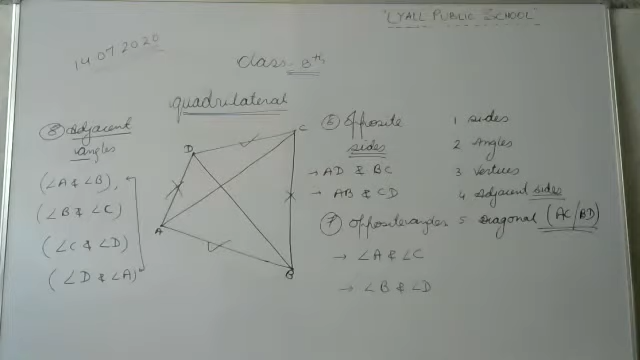 "LYALL PUBLIC SCHOOL"
14.07.2020
Class - 8th
quadrilateral
⑧ Adjacent
angles
(∠A & ∠B),
(∠B & ∠C)
(∠C & ∠D)
(∠D & ∠A)
D
C
A
B
⑥ Opposite
sides
→ AD & BC
→ AB & CD
⑦ Opposite angles
→ ∠A & ∠C
→ ∠B & ∠D
1 sides
2 Angles
3 Vertices
4 Adjacent sides
5 Diagonal (AC/BD)